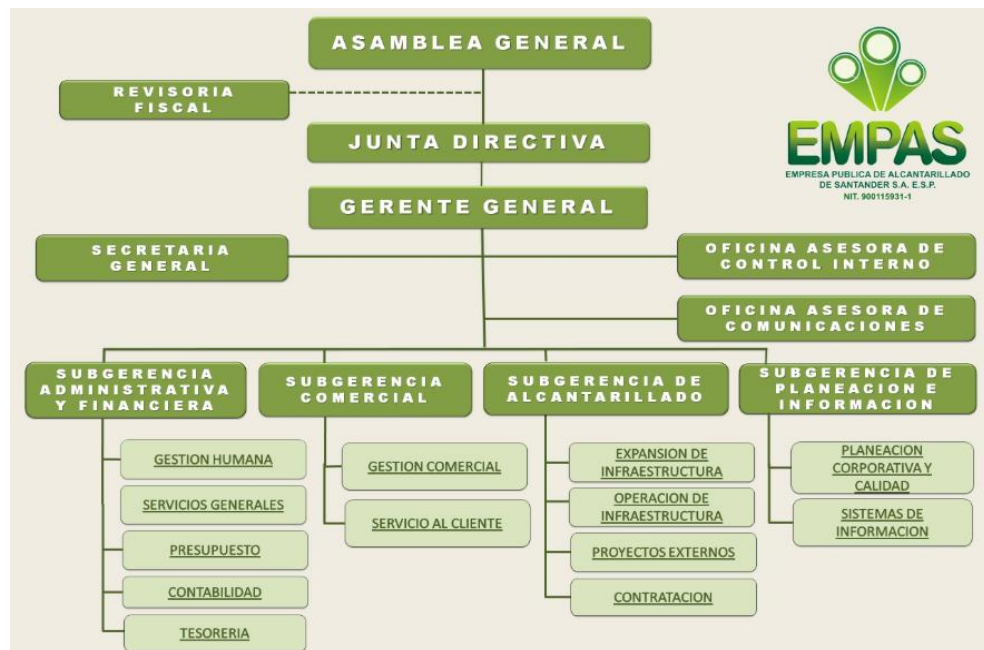 ASAMBLEA GENERAL
REVISORIA
FISCAL
JUNTA DIRECTIVA
GERENTE GENERAL
EMPAS
EMPRESA PUBLICA DE ALCANTARILLADO
DE SANTANDER S.A. E.S.P.
NIT. 900115931-1
SECRETARIA
GENERAL
OFICINA ASESORA DE
CONTROL INTERNO
OFICINA ASESORA DE
COMUNICACIONES
SUBGERENCIA
ADMINISTRATIVA
Y FINANCIERA
GESTION HUMANA
SERVICIOS GENERALES
PRESUPUESTO
CONTABILIDAD
TESORERIA
SUBGERENCIA
COMERCIAL
GESTION COMERCIAL
SERVICIO AL CLIENTE
SUBGERENCIA DE
ALCANTARILLADO
EXPANSION DE
INFRAESTRUCTURA
OPERACION DE
INFRAESTRUCTURA
PROYECTOS EXTERNOS
CONTRATACION
SUBGERENCIA DE
PLANEACION E
INFORMACION
PLANEACION
CORPORATIVA Y
CALIDAD
SISTEMAS DE
INFORMACION